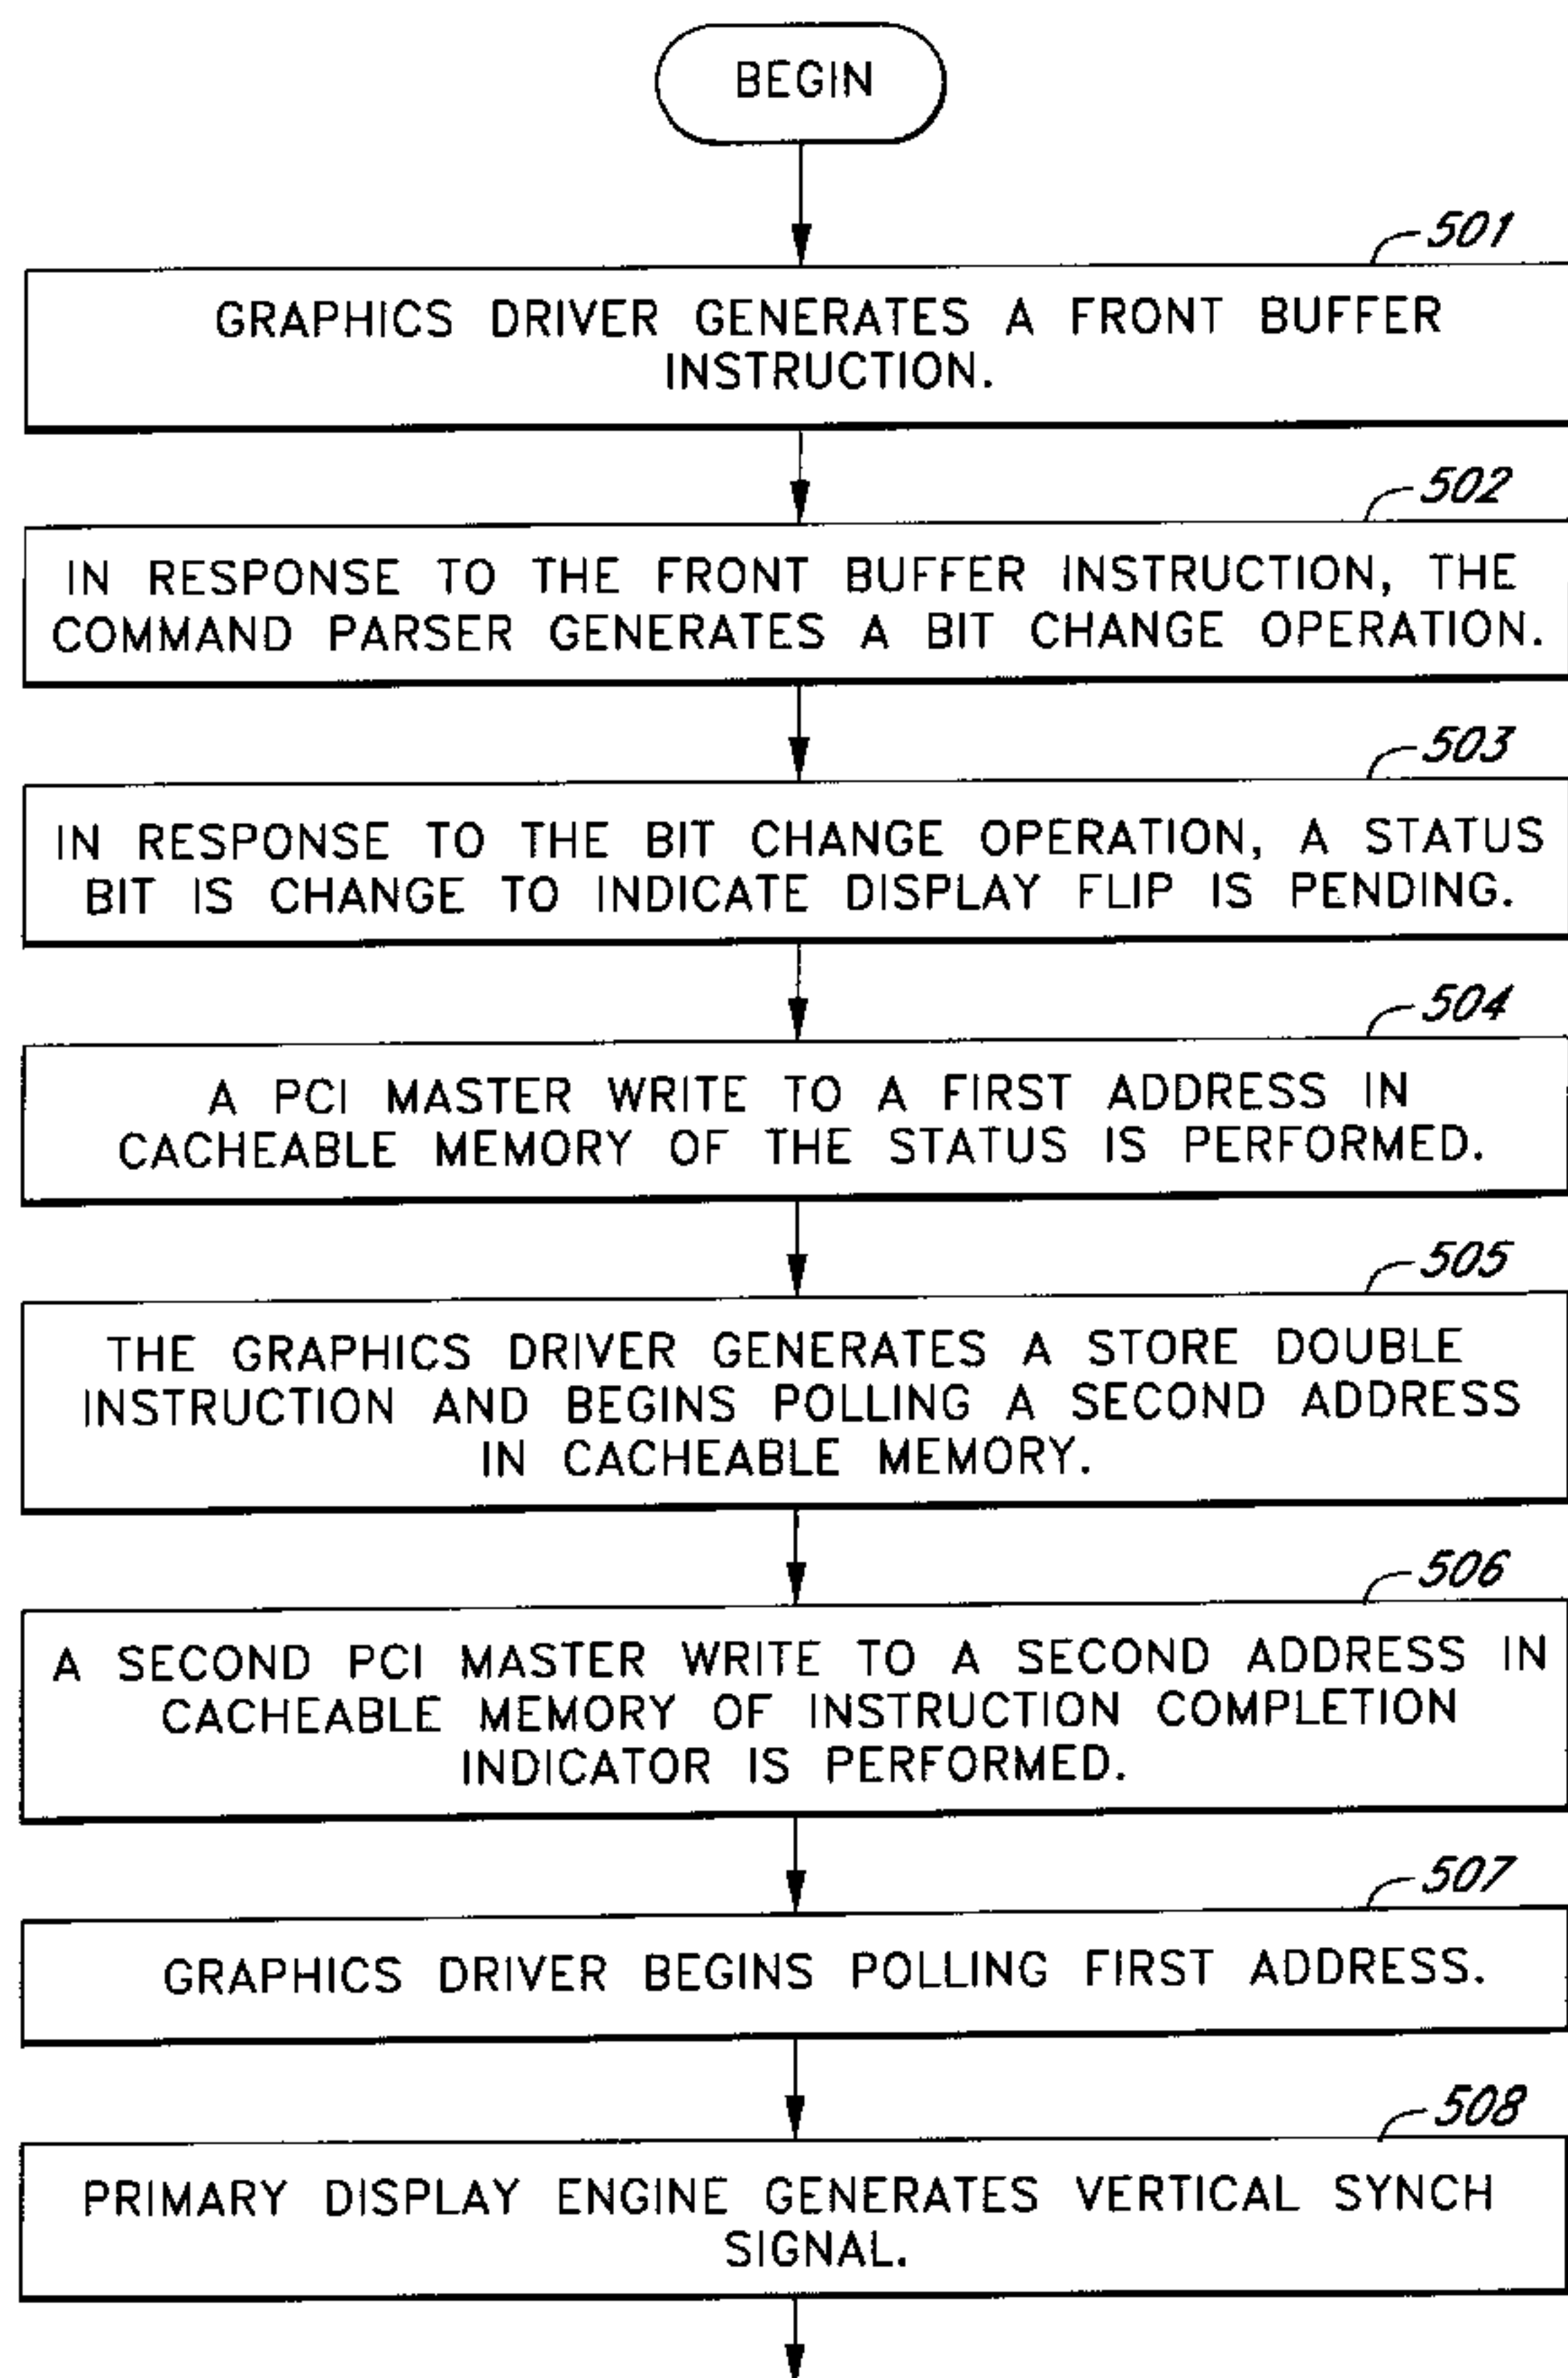 BEGIN
501
GRAPHICS DRIVER GENERATES A FRONT BUFFER
INSTRUCTION.
502
IN RESPONSE TO THE FRONT BUFFER INSTRUCTION, THE
COMMAND PARSER GENERATES A BIT CHANGE OPERATION.
503
IN RESPONSE TO THE BIT CHANGE OPERATION, A STATUS
BIT IS CHANGE TO INDICATE DISPLAY FLIP IS PENDING.
504
A PCI MASTER WRITE TO A FIRST ADDRESS IN
CACHEABLE MEMORY OF THE STATUS IS PERFORMED.
505
THE GRAPHICS DRIVER GENERATES A STORE DOUBLE
INSTRUCTION AND BEGINS POLLING A SECOND ADDRESS
IN CACHEABLE MEMORY.
506
A SECOND PCI MASTER WRITE TO A SECOND ADDRESS IN
CACHEABLE MEMORY OF INSTRUCTION COMPLETION
INDICATOR IS PERFORMED.
507
GRAPHICS DRIVER BEGINS POLLING FIRST ADDRESS.
508
PRIMARY DISPLAY ENGINE GENERATES VERTICAL SYNCH
SIGNAL.